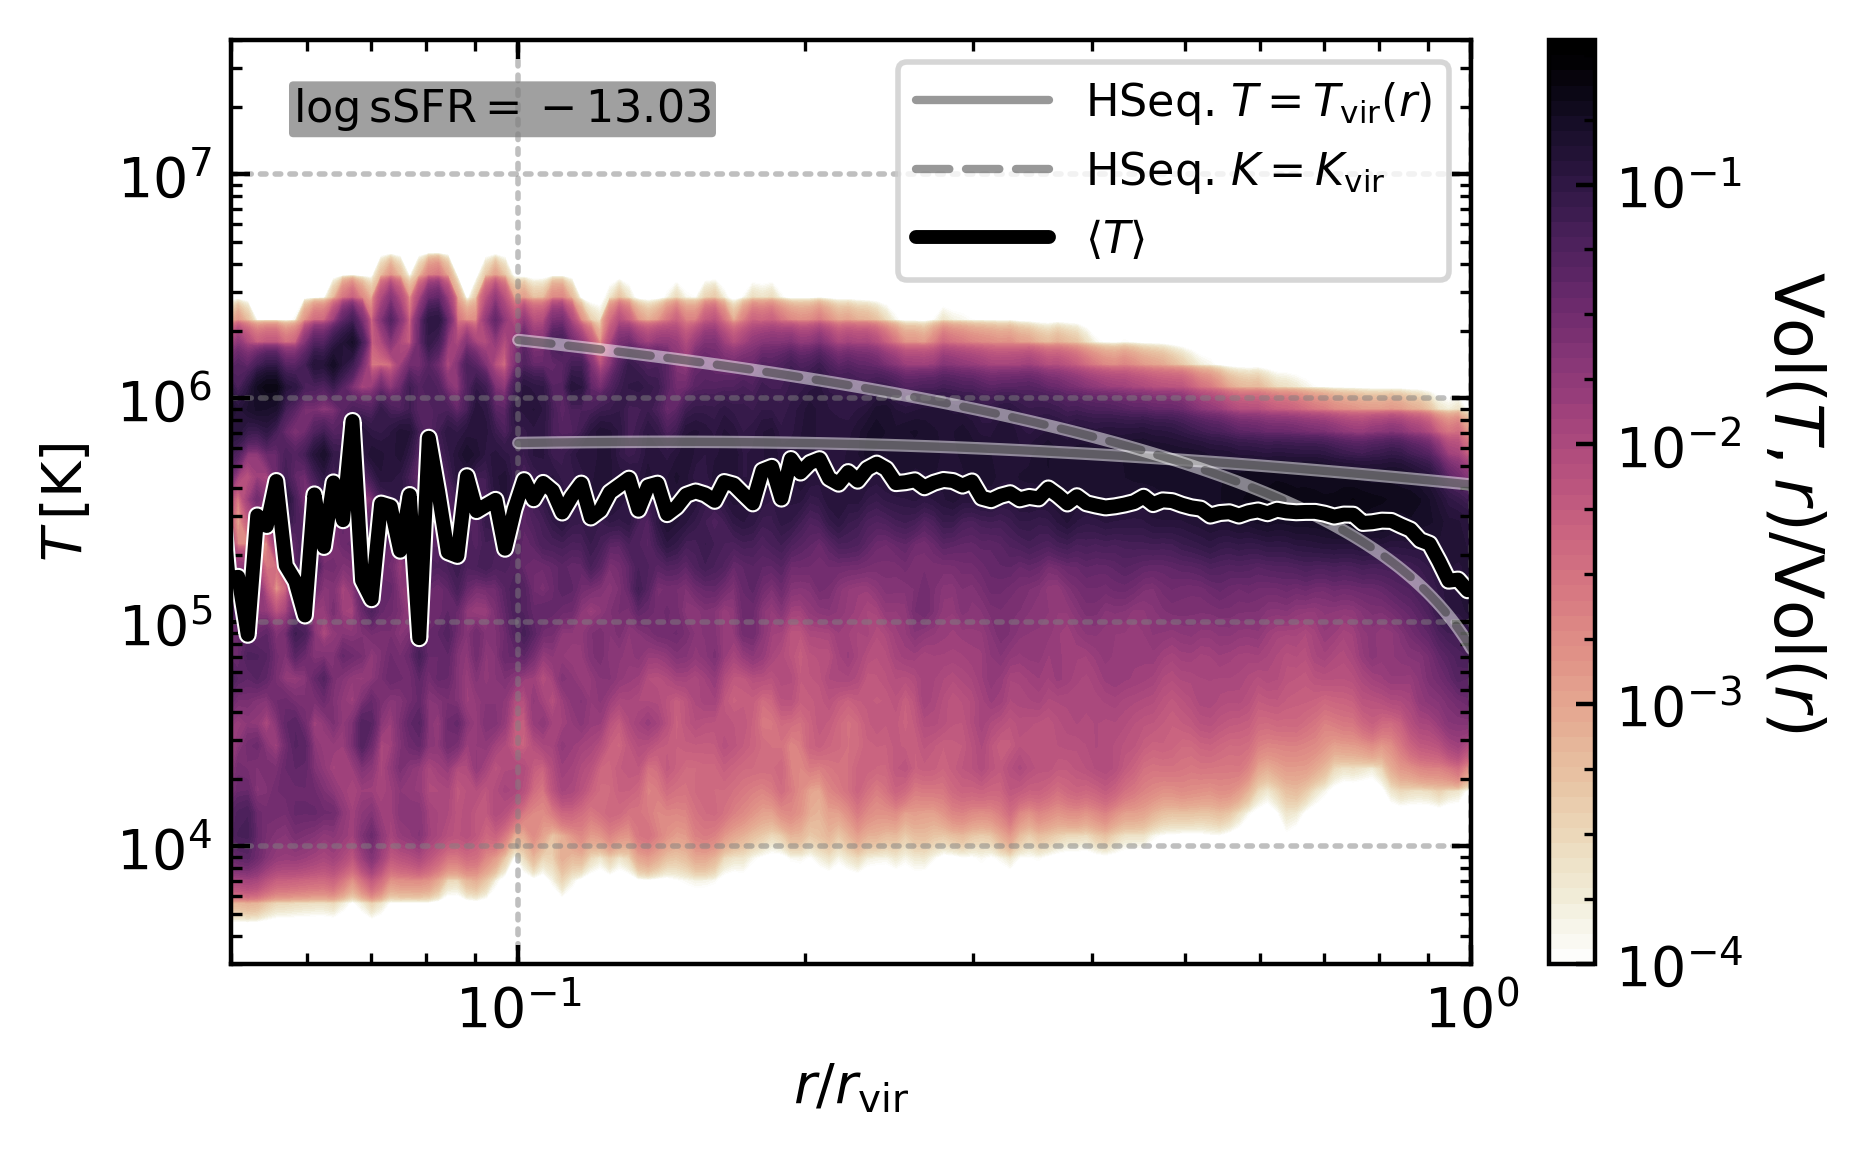 log sSFR = −13.03
HSeq. T = T_vir(r)
HSeq. K = K_vir
⟨T⟩
10^7
10^6
10^5
10^4
T [K]
10^−1
10^0
r/r_vir
10^−1
10^−2
10^−3
10^−4
Vol(T, r)/Vol(r)